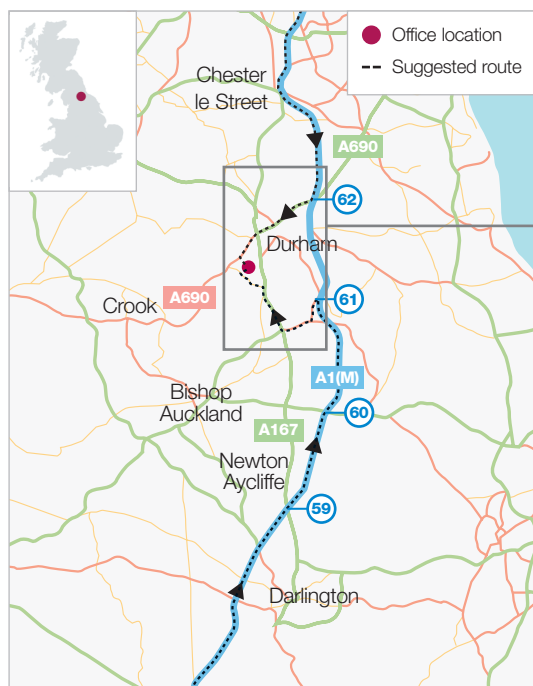 Office location
Suggested route
Chester
le Street
A690
62
Durham
61
A690
Crook
A1(M)
Bishop
Auckland
60
A167
Newton
Aycliffe
59
Darlington